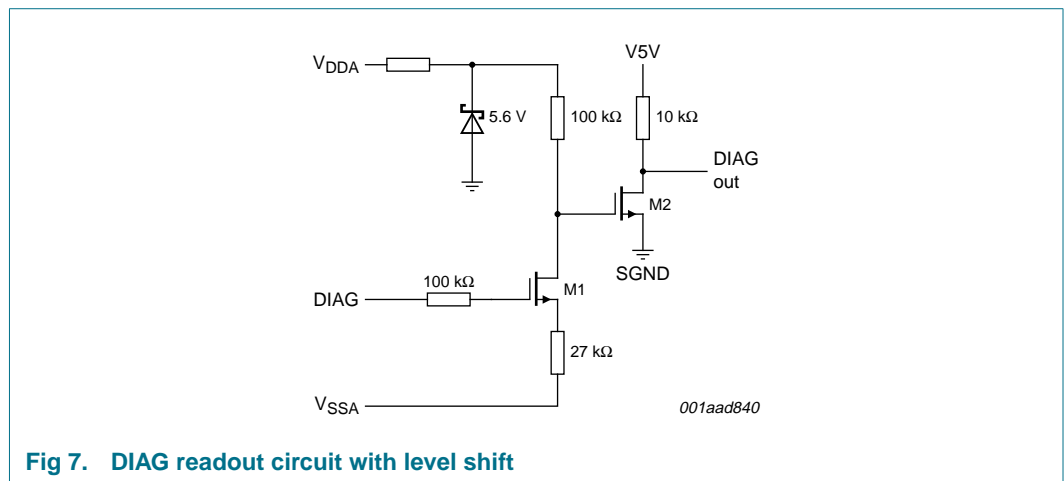 V5V
VDDA
5.6 V
100 kΩ
10 kΩ
DIAG
out
M2
SGND
100 kΩ
DIAG
M1
27 kΩ
VSSA
001aad840
Fig 7. DIAG readout circuit with level shift